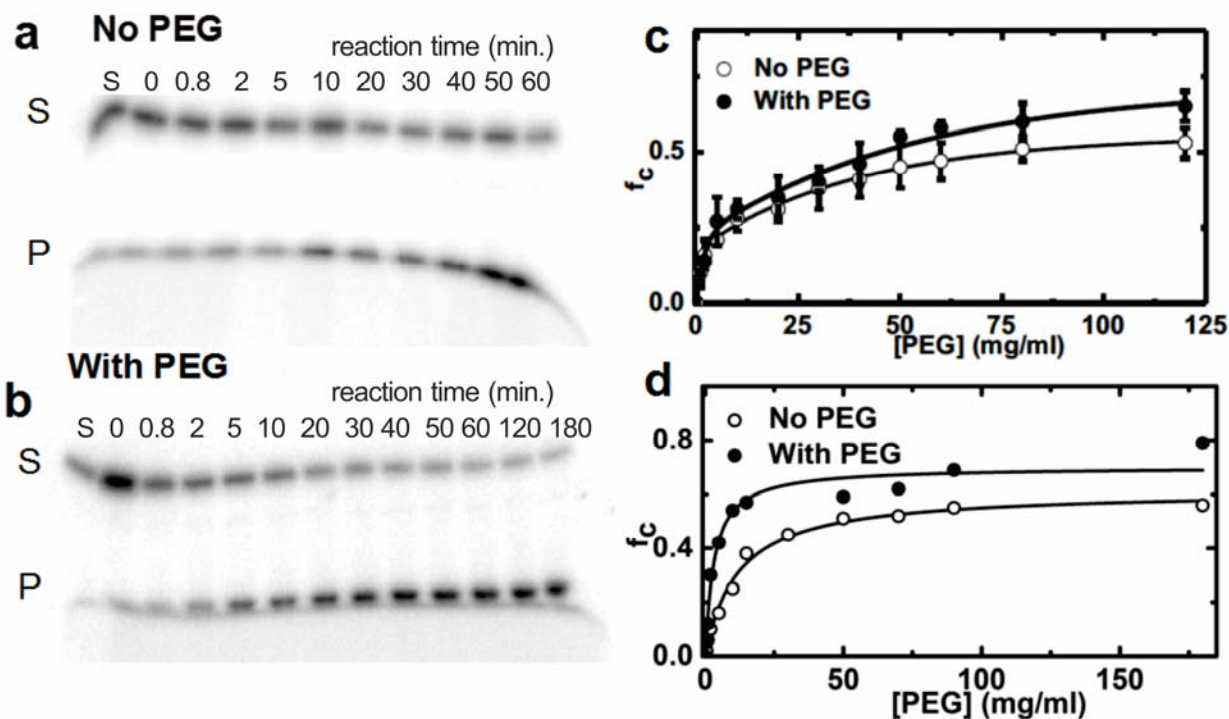 a No PEG
reaction time (min.)
S 0 0.8 2 5 10 20 30 40 50 60
S
P
With PEG
b reaction time (min.)
S 0 0.8 2 5 10 20 30 40 50 60 120 180
S
P
c
No PEG
With PEG
0.5
f_c
0.0
0 25 50 75 100 125
[PEG] (mg/ml)
d
No PEG
With PEG
0.8
0.4
f_c
0.0
0 50 100 150
[PEG] (mg/ml)